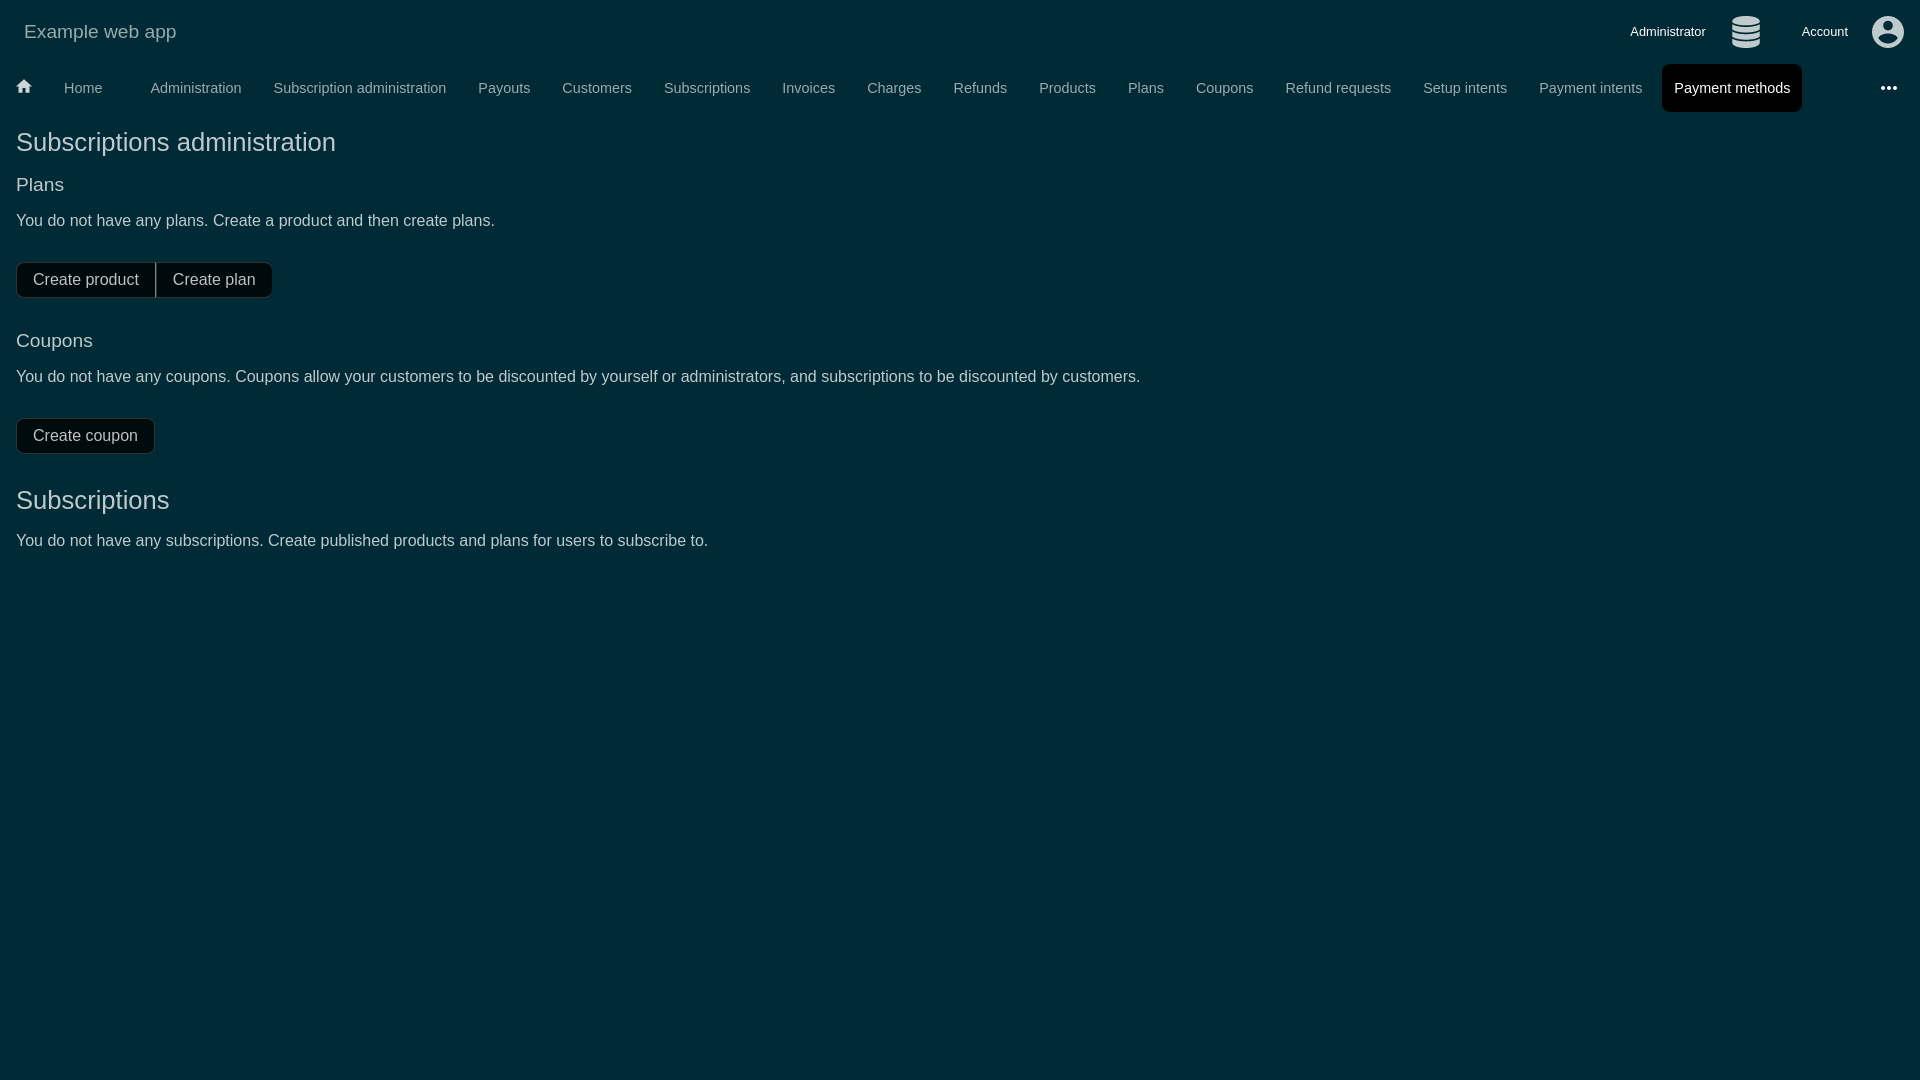 Example web app
Administrator
Account
Home
Administration
Subscription administration
Payouts
Customers
Subscriptions
Invoices
Charges
Refunds
Products
Plans
Coupons
Refund requests
Setup intents
Payment intents
Payment methods
Subscriptions administration
Plans
You do not have any plans. Create a product and then create plans.
Create product
Create plan
Coupons
You do not have any coupons. Coupons allow your customers to be discounted by yourself or administrators, and subscriptions to be discounted by customers.
Create coupon
Subscriptions
You do not have any subscriptions. Create published products and plans for users to subscribe to.